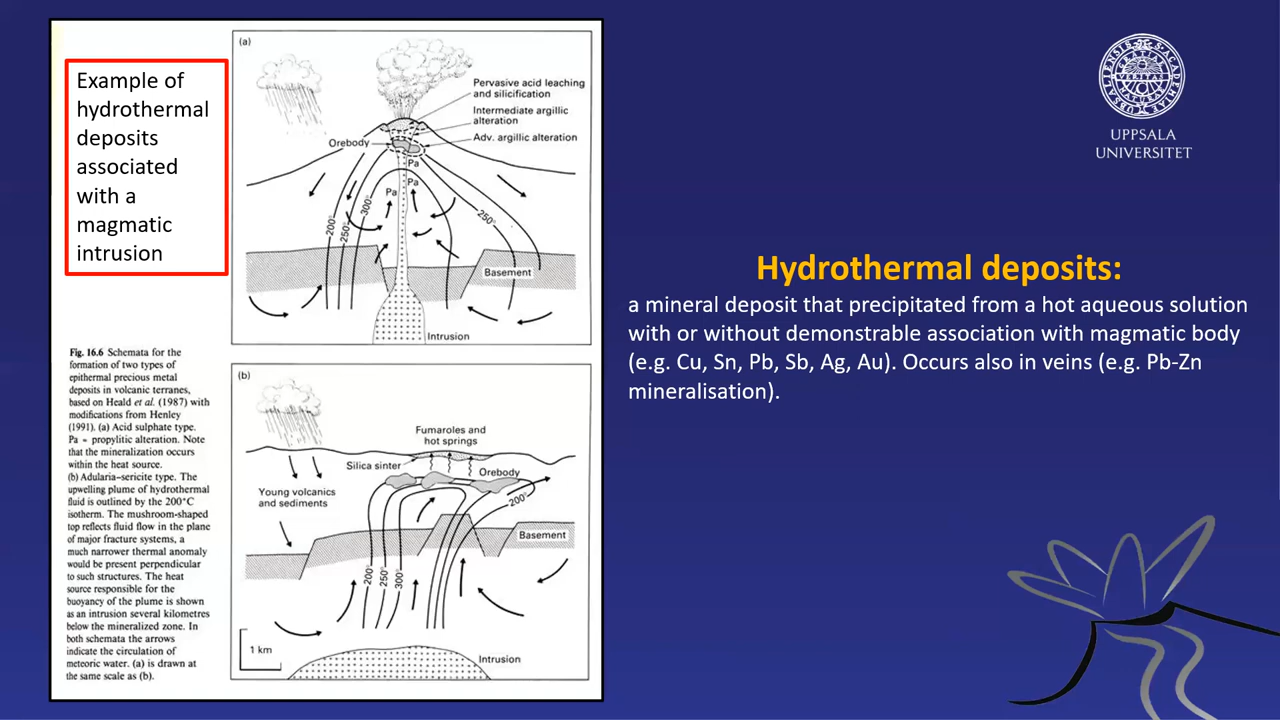 Example of
hydrothermal
deposits
associated
with a
magmatic
intrusion
Fig. 16.6 Schemata for the
formation of two types of
epithermal precious metal
deposits in volcanic terranes,
based on Heald et al. (1987) with
modifications from Henley
(1991). (a) Acid sulphate type.
Pa = propylitic alteration. Note
that the mineralization occurs
within the heat source.
(b) Adularia–sericite type. The
upwelling plume of hydrothermal
fluid is outlined by the 200°C
isotherm. The mushroom-shaped
top reflects fluid flow in the plane
of major fracture systems, a
much narrower thermal anomaly
would be present perpendicular
to such structures. The heat
source responsible for the
buoyancy of the plume is shown
as an intrusion several kilometres
below the mineralized zone. In
both schemata the arrows
indicate the circulation of
meteoric water. (a) is drawn at
the same scale as (b).
(a)
Pervasive acid leaching
and silicification
Intermediate argillic
alteration
Adv. argillic alteration
Orebody
Pa
Pa
Pa
200°
250°
300°
250°
Basement
Intrusion
(b)
Fumaroles and
hot springs
Silica sinter
Orebody
Young volcanics
and sediments
200°
Basement
200°
250°
300°
1 km
Intrusion
UPPSALA
UNIVERSITET
Hydrothermal deposits:
a mineral deposit that precipitated from a hot aqueous solution
with or without demonstrable association with magmatic body
(e.g. Cu, Sn, Pb, Sb, Ag, Au). Occurs also in veins (e.g. Pb-Zn
mineralisation).